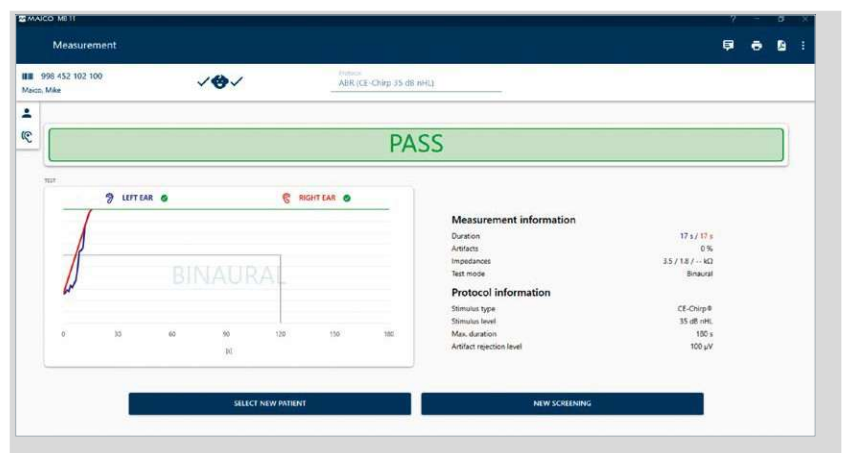 MAICO MB 11
Measurement
998 452 102 100
Maico, Mike
Protocol
ABR (CE-Chirp 35 dB nHL)
PASS
TEST
LEFT EAR
RIGHT EAR
BINAURAL
0 30 60 90 120 150 180
[s]
Measurement information
Duration 17 s / 17 s
Artifacts 0 %
Impedances 3.5 / 1.8 / -- kΩ
Test mode Binaural
Protocol information
Stimulus type CE-Chirp®
Stimulus level 35 dB nHL
Max. duration 180 s
Artifact rejection level 100 µV
SELECT NEW PATIENT
NEW SCREENING